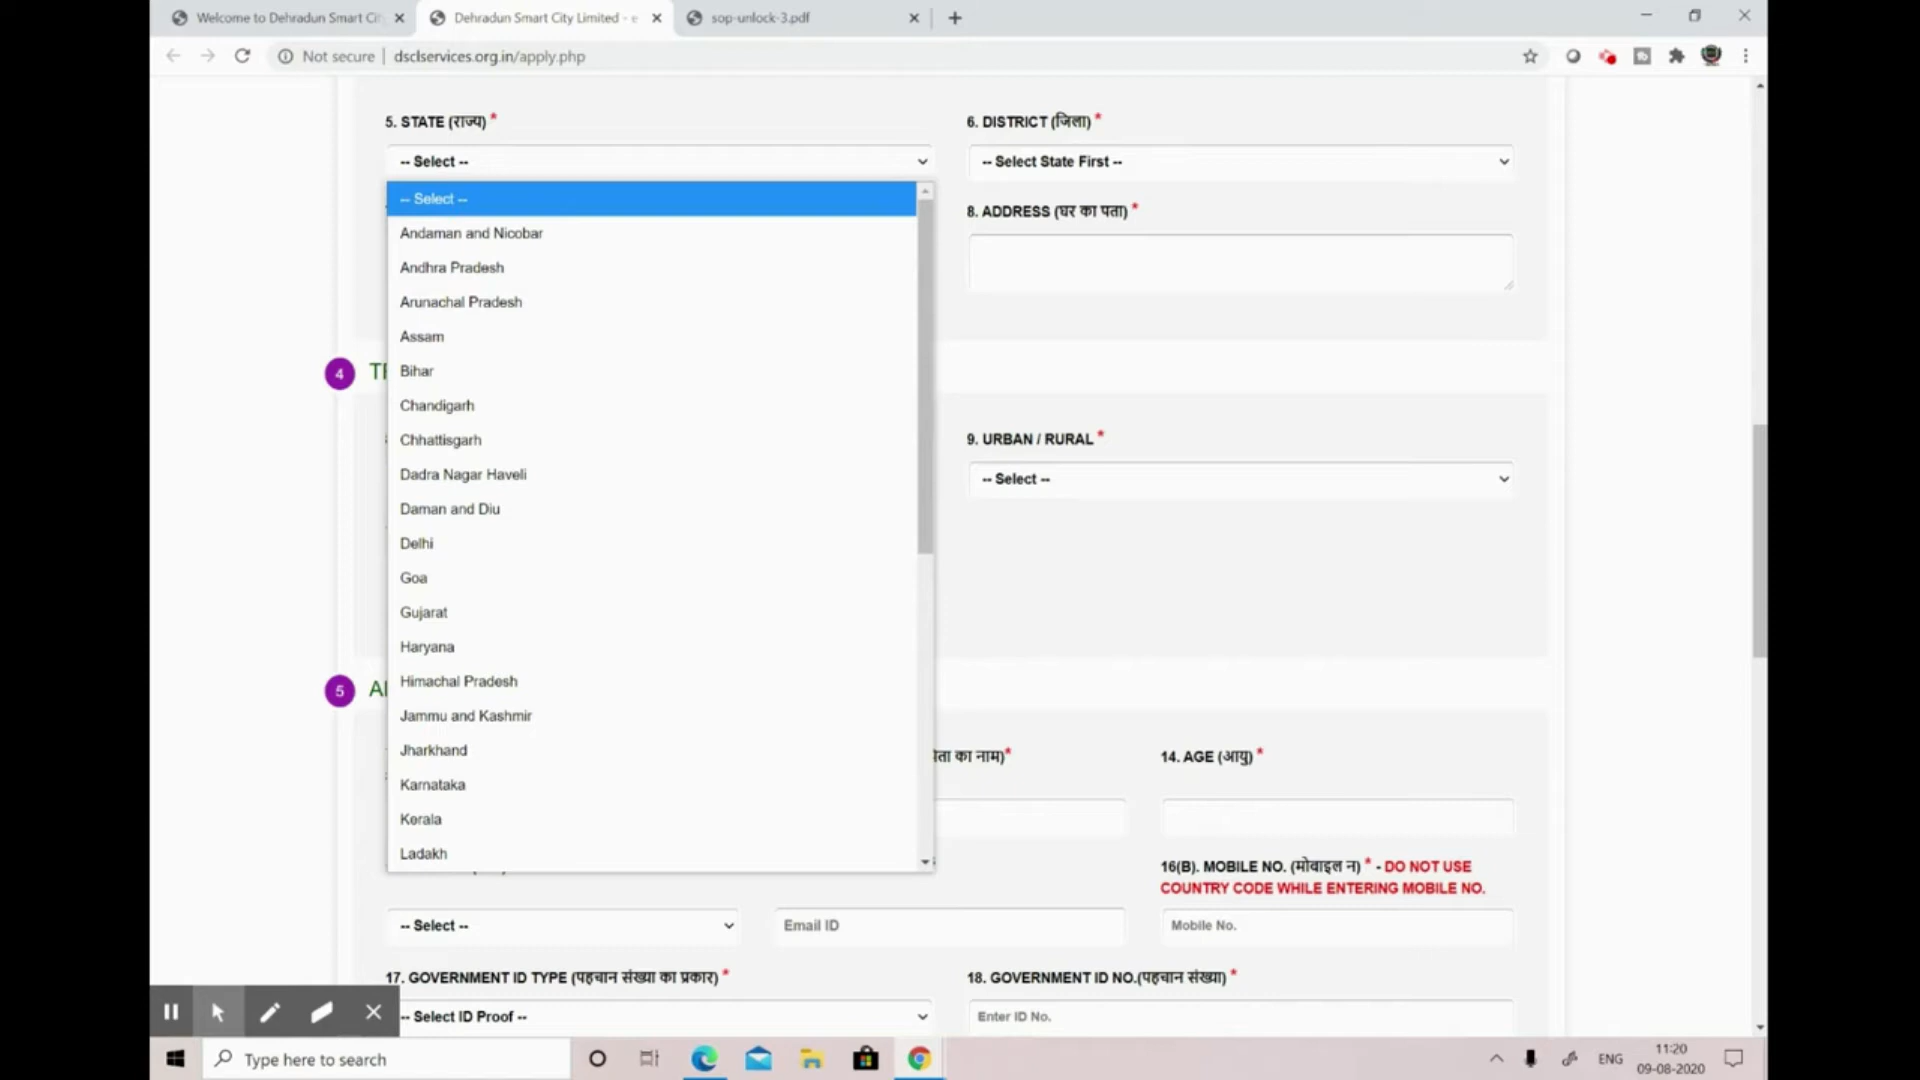 Welcome to Dehradun Smart Cit
Dehradun Smart City Limited - e
sop-unlock-3.pdf
Not secure | dsclservices.org.in/apply.php
5. STATE (राज्य) *
6. DISTRICT (जिला) *
-- Select --
-- Select State First --
-- Select --
8. ADDRESS (घर का पता) *
Andaman and Nicobar
Andhra Pradesh
Arunachal Pradesh
Assam
4
Bihar
Chandigarh
9. URBAN / RURAL *
Chhattisgarh
Dadra Nagar Haveli
-- Select --
Daman and Diu
Delhi
Goa
Gujarat
Haryana
Himachal Pradesh
5
Jammu and Kashmir
Jharkhand
का नाम)*
14. AGE (आयु) *
Karnataka
Kerala
Ladakh
16(B). MOBILE NO. (मोवाइल न) * - DO NOT USE
COUNTRY CODE WHILE ENTERING MOBILE NO.
-- Select --
Email ID
Mobile No.
17. GOVERNMENT ID TYPE (पहचान संख्या का प्रकार) *
18. GOVERNMENT ID NO.(पहचान संख्या) *
-- Select ID Proof --
Enter ID No.
Type here to search
ENG
11:20
09-08-2020